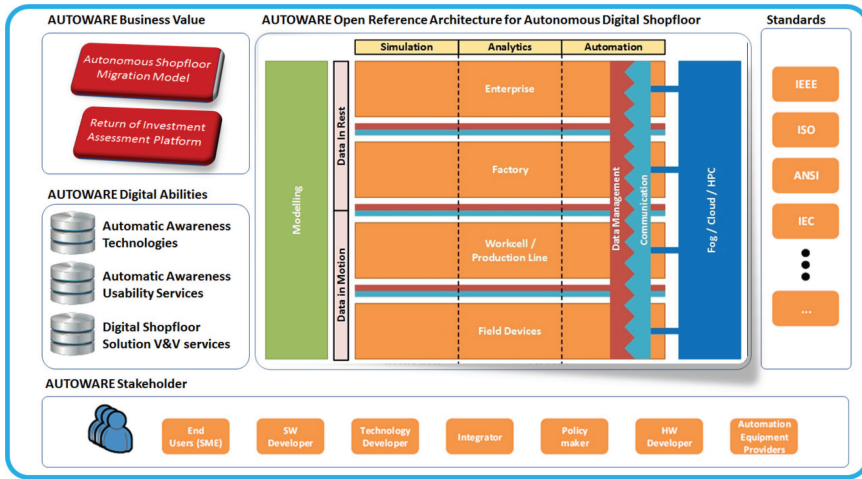 AUTOWARE Business Value
Autonomous Shopfloor
Migration Model
Return of Investment
Assessment Platform
AUTOWARE Digital Abilities
Automatic Awareness
Technologies
Automatic Awareness
Usability Services
Digital Shopfloor
Solution V&V services
AUTOWARE Open Reference Architecture for Autonomous Digital Shopfloor
Simulation
Analytics
Automation
Modelling
Data In Rest
Data in Motion
Enterprise
Factory
Workcell /
Production Line
Field Devices
Data Management
Communication
Fog / Cloud / HPC
Standards
IEEE
ISO
ANSI
IEC
...
AUTOWARE Stakeholder
End
Users (SME)
SW
Developer
Technology
Developer
Integrator
Policy
maker
HW
Developer
Automation
Equipment
Providers